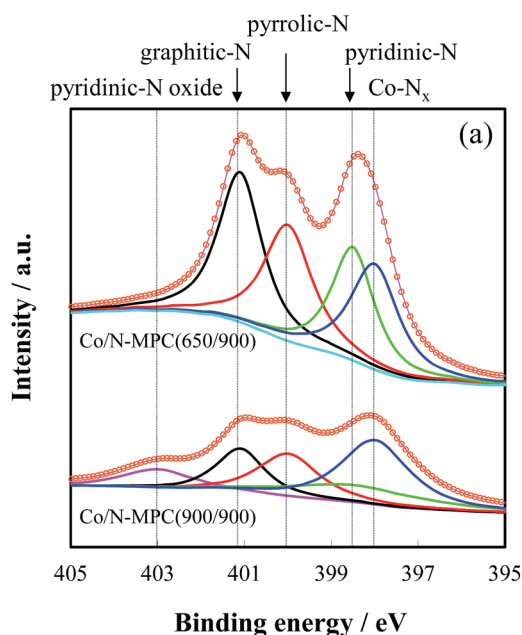 pyrrolic-N
graphitic-N pyridinic-N
pyridinic-N oxide Co-Nx
(a)
Intensity / a.u.
Co/N-MPC(650/900)
Co/N-MPC(900/900)
405 403 401 399 397 395
Binding energy / eV